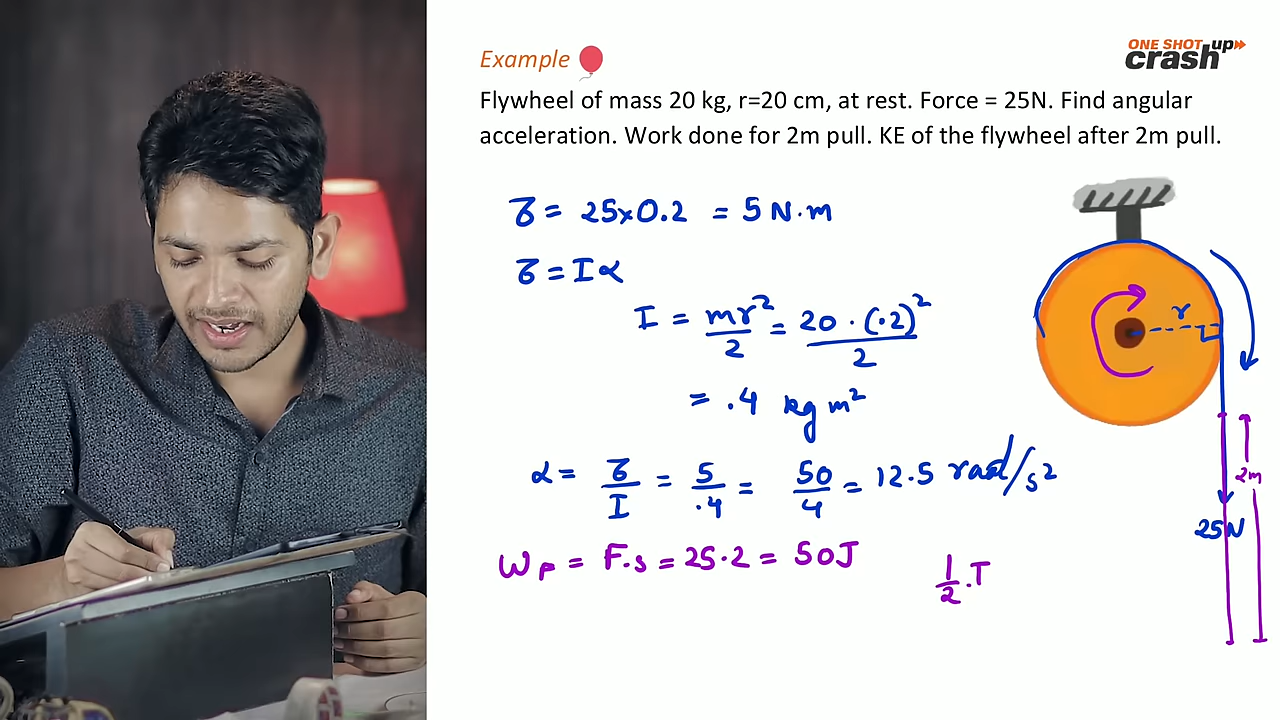 Example
ONE SHOT
crash up
Flywheel of mass 20 kg, r=20 cm, at rest. Force = 25N. Find angular
acceleration. Work done for 2m pull. KE of the flywheel after 2m pull.
τ = 25×0.2 = 5 N·m
τ = Iα
I = mr²/2 = 20·(.2)²/2
= .4 kg m²
r
α = τ/I = 5/.4 = 50/4 = 12.5 rad/s²
2m
25N
W_F = F.s = 25·2 = 50J
1/2 . I